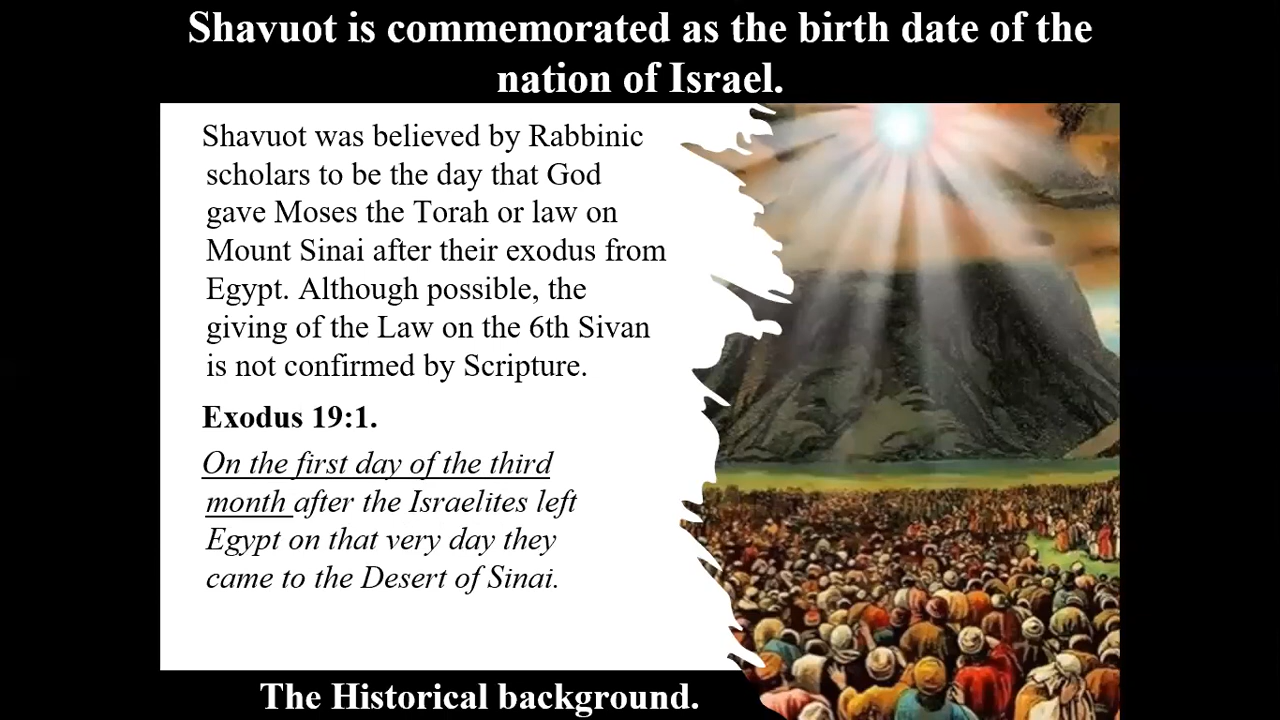 Shavuot is commemorated as the birth date of the
nation of Israel.
Shavuot was believed by Rabbinic
scholars to be the day that God
gave Moses the Torah or law on
Mount Sinai after their exodus from
Egypt. Although possible, the
giving of the Law on the 6th Sivan
is not confirmed by Scripture.
Exodus 19:1.
On the first day of the third
month after the Israelites left
Egypt on that very day they
came to the Desert of Sinai.
The Historical background.